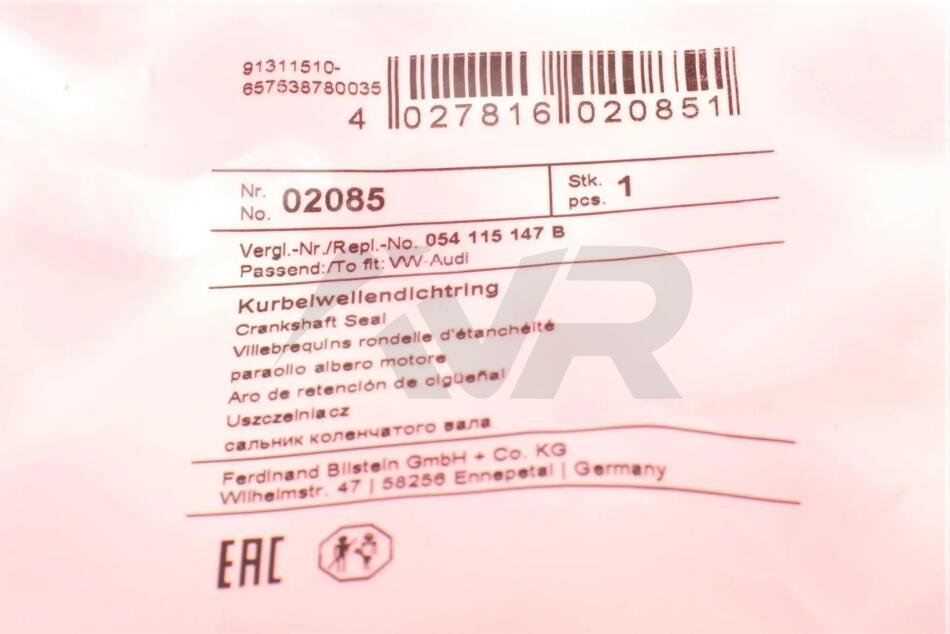 91311510-
657538780035
4 027816 020851
Nr.
No. 02085
Stk.
pcs. 1
Vergl.-Nr./Repl.-No. 054 115 147 B
Passend:/To fit: VW-Audi
Kurbelwellendichtring
Crankshaft Seal
Villebrequins rondelle d'étanchéité
paraolio albero motore
Aro de retención de cigüeñal
Uszczelniacz
сальник коленчатого вала
Ferdinand Bilstein GmbH + Co. KG
Wilhelmstr. 47 | 58256 Ennepetal | Germany
EAC